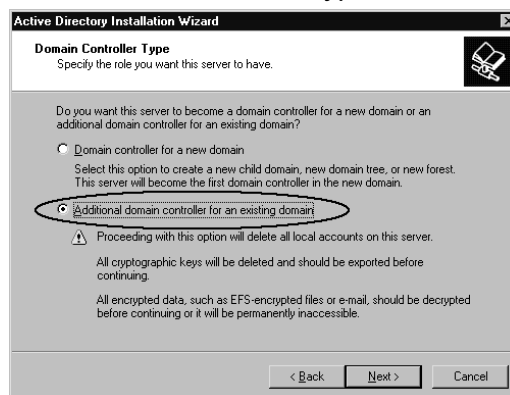 Active Directory Installation Wizard
Domain Controller Type
Specify the role you want this server to have.
Do you want this server to become a domain controller for a new domain or an
additional domain controller for an existing domain?
Domain controller for a new domain
Select this option to create a new child domain, new domain tree, or new forest.
This server will become the first domain controller in the new domain.
Additional domain controller for an existing domain
Proceeding with this option will delete all local accounts on this server.
All cryptographic keys will be deleted and should be exported before
continuing.
All encrypted data, such as EFS-encrypted files or e-mail, should be decrypted
before continuing or it will be permanently inaccessible.
< Back
Next >
Cancel